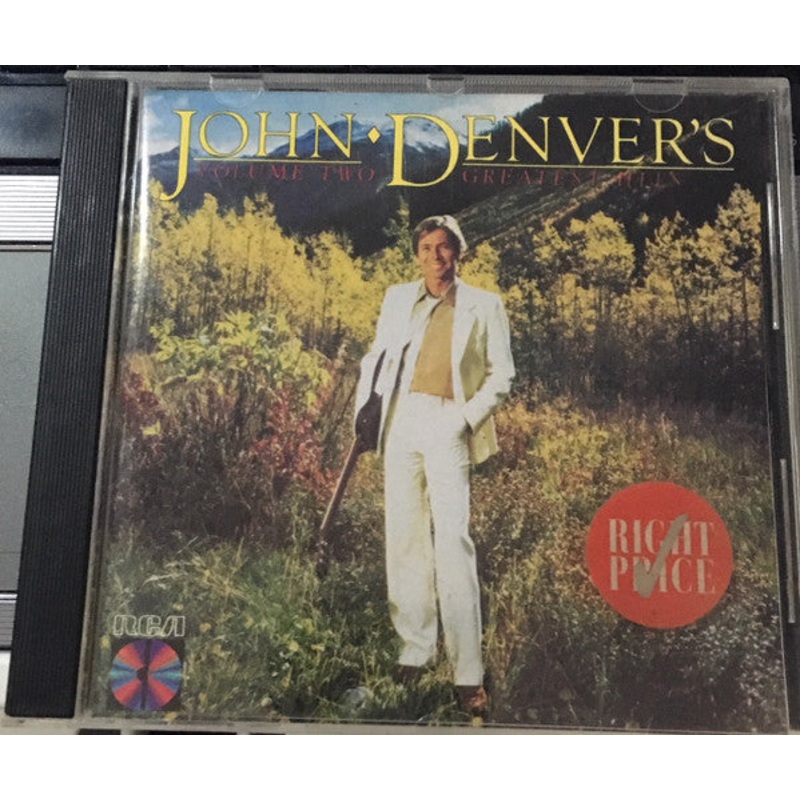 JOHN • DENVER'S
VOLUME TWO GREATEST HITS
RIGHT
PRICE
RCA